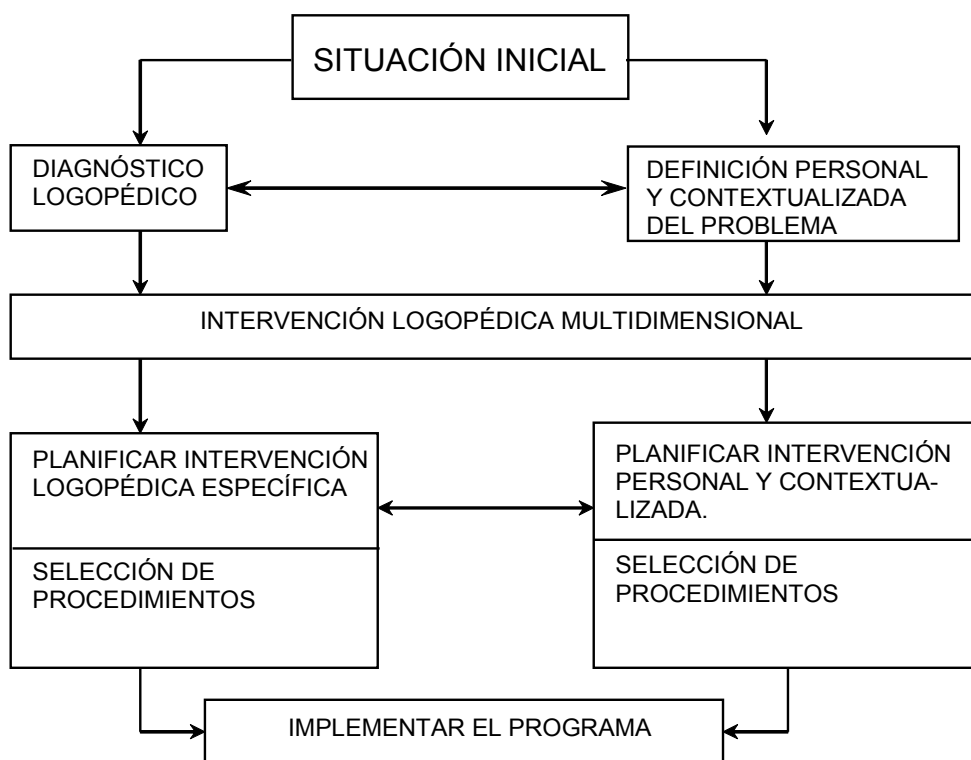 SITUACIÓN INICIAL
DIAGNÓSTICO
LOGOPÉDICO
DEFINICIÓN PERSONAL
Y CONTEXTUALIZADA
DEL PROBLEMA
INTERVENCIÓN LOGOPÉDICA MULTIDIMENSIONAL
PLANIFICAR INTERVENCIÓN
LOGOPÉDICA ESPECÍFICA
SELECCIÓN DE
PROCEDIMIENTOS
PLANIFICAR INTERVENCIÓN
PERSONAL Y CONTEXTUA-
LIZADA.
SELECCIÓN DE
PROCEDIMIENTOS
IMPLEMENTAR EL PROGRAMA